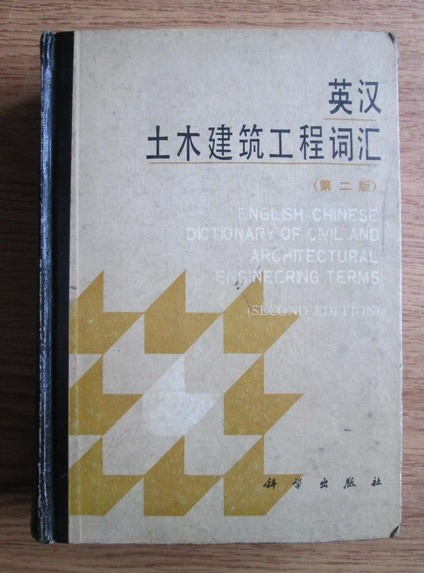 英汉
土木建筑工程词汇
(第二版)
ENGLISH-CHINESE
DICTIONARY OF CIVIL AND
ARCHITECTURAL
ENGINEERING TERMS
(SECOND EDITION)
科学出版社